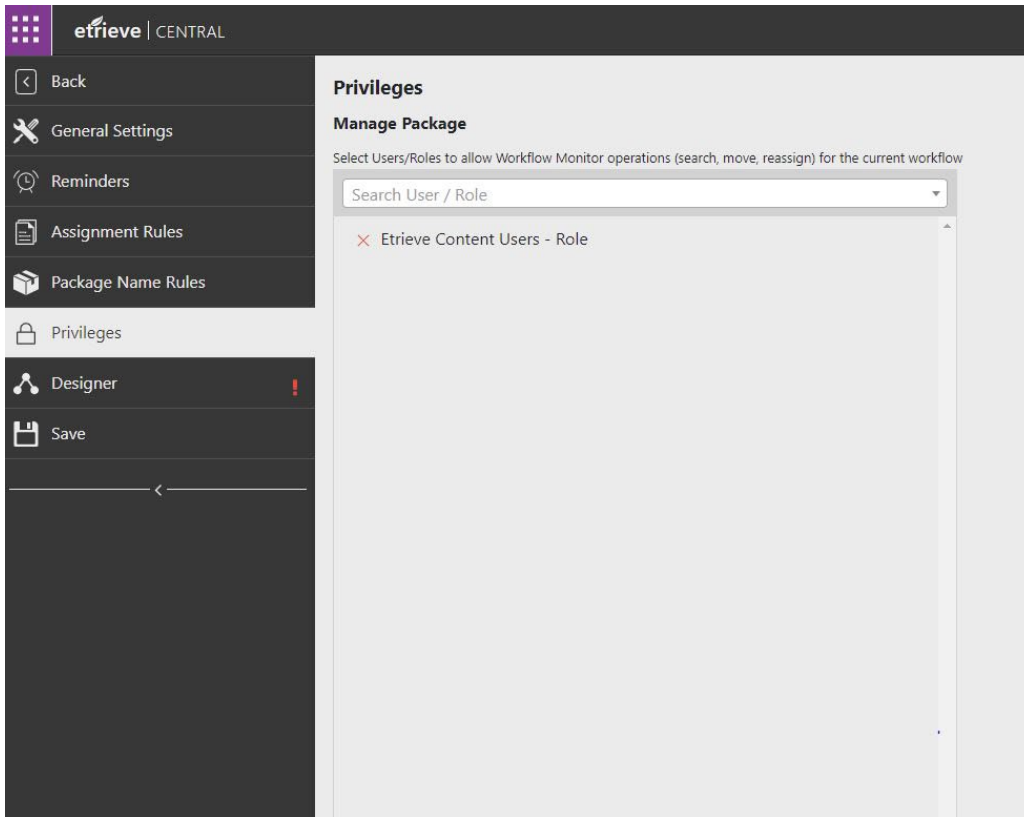 etrieve | CENTRAL
Back
General Settings
Reminders
Assignment Rules
Package Name Rules
Privileges
Designer
Save
Privileges
Manage Package
Select Users/Roles to allow Workflow Monitor operations (search, move, reassign) for the current workflow
Search User / Role
Etrieve Content Users - Role